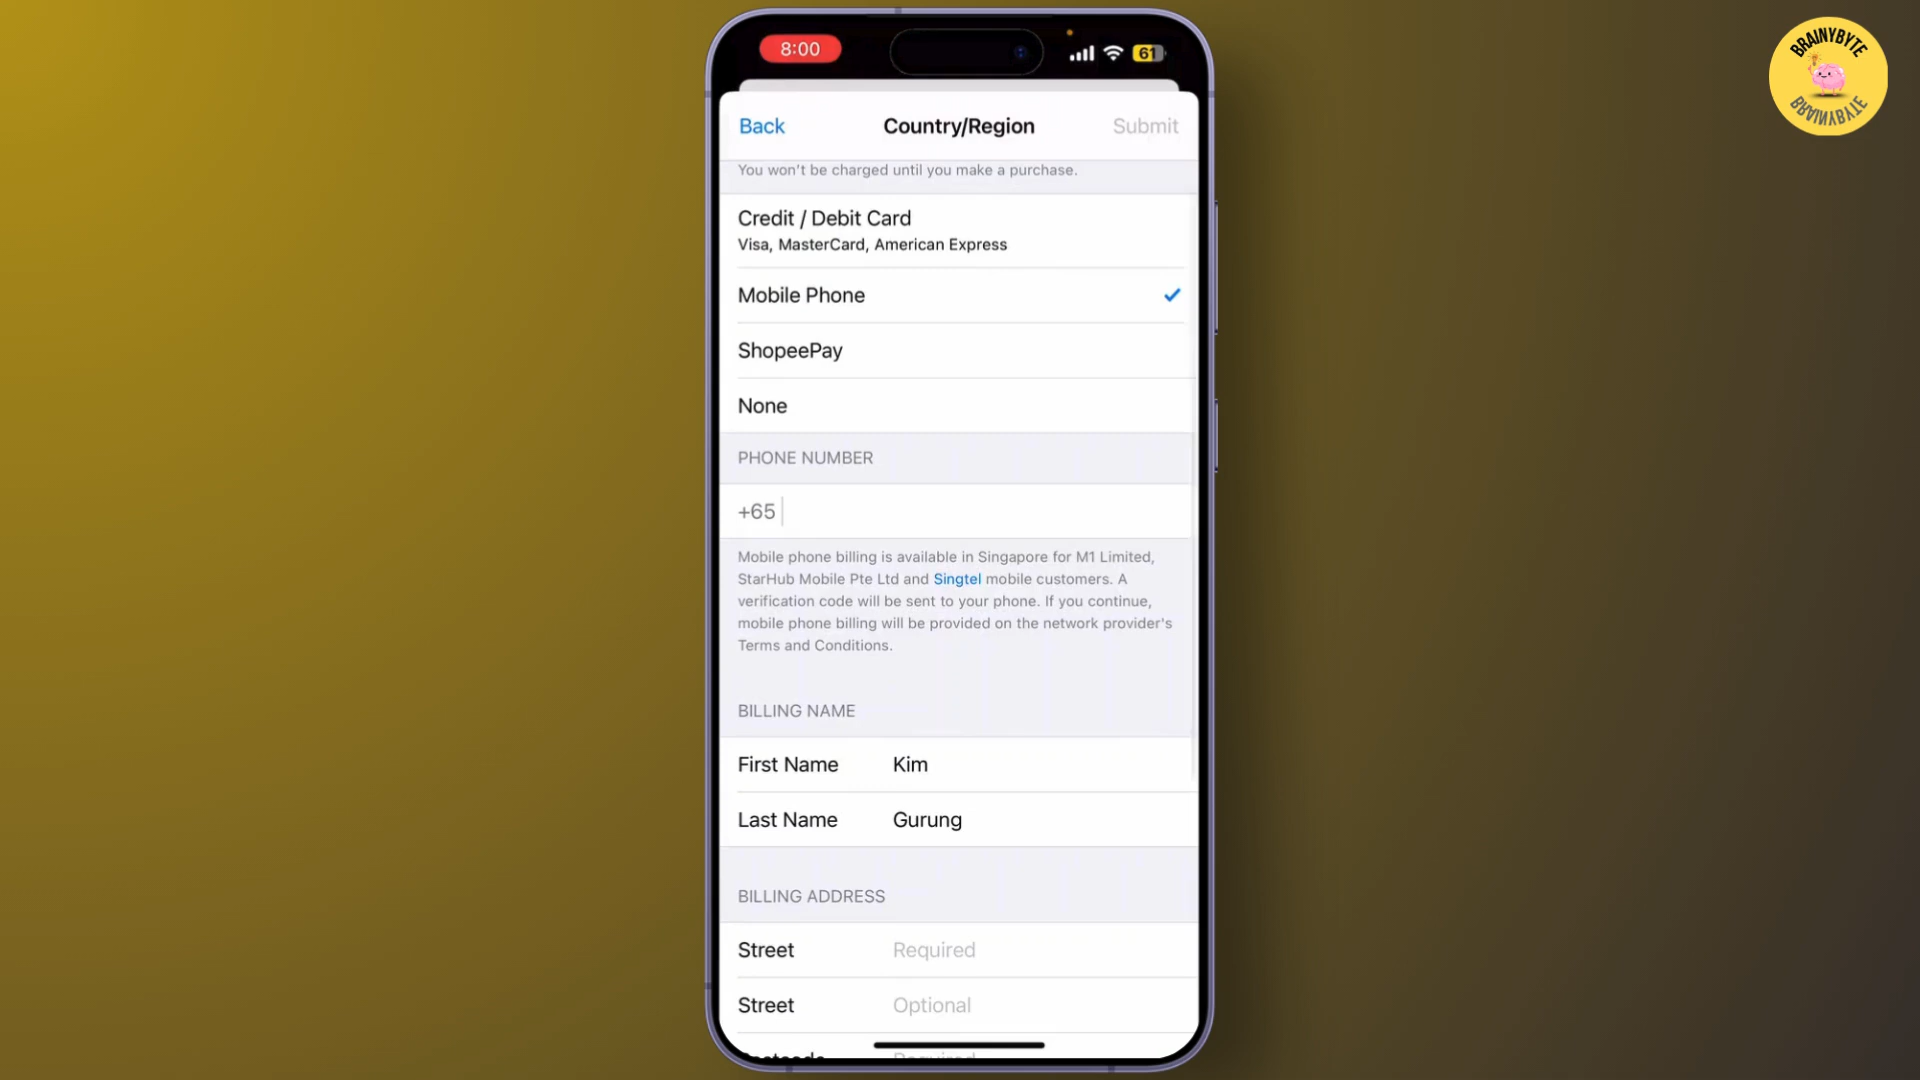 8:00
61
BRAINYBYTE
BRAINYBYTE
Back
Country/Region
Submit
You won't be charged until you make a purchase.
Credit / Debit Card
Visa, MasterCard, American Express
Mobile Phone
ShopeePay
None
PHONE NUMBER
+65
Mobile phone billing is available in Singapore for M1 Limited,
StarHub Mobile Pte Ltd and Singtel mobile customers. A
verification code will be sent to your phone. If you continue,
mobile phone billing will be provided on the network provider's
Terms and Conditions.
BILLING NAME
First Name Kim
Last Name Gurung
BILLING ADDRESS
Street Required
Street Optional
Postcode Required